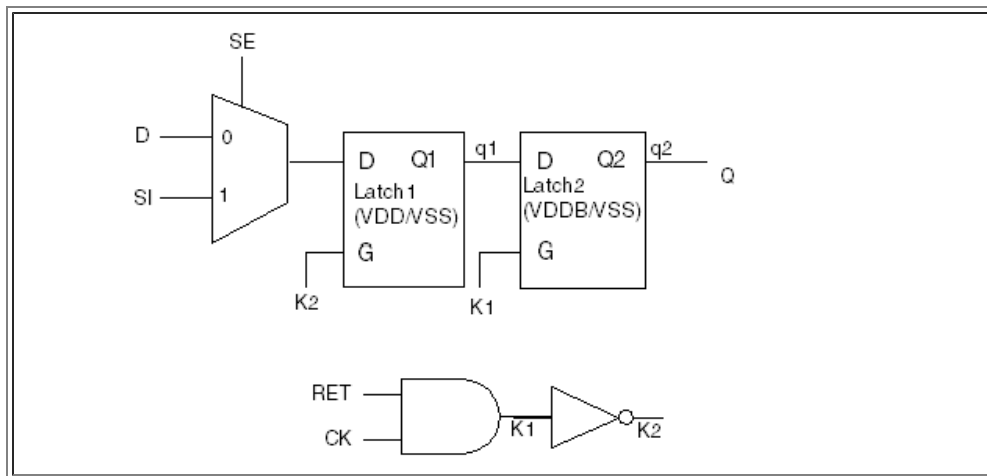 SE
D
0
SI
1
D Q1
Latch1
(VDD/VSS)
G
K2
q1
D Q2
Latch2
(VDDB/VSS)
G
K1
q2
Q
RET
CK
K1
K2